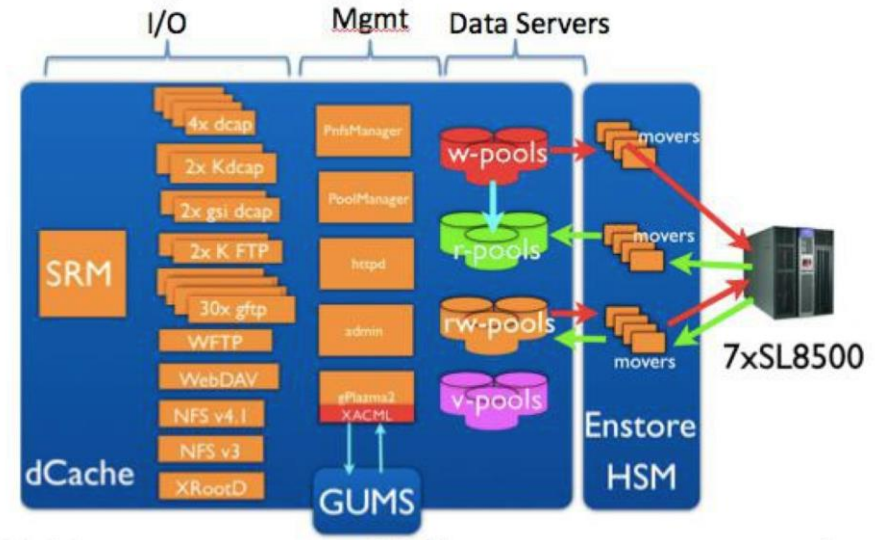 I/O
Mgmt
Data Servers
4x dcap
2x Kdcap
2x gsi dcap
2x K FTP
30x gftp
WFTP
WebDAV
NFS v4.1
NFS v3
XRootD
SRM
dCache
PnfsManager
PoolManager
httpd
admin
gPlazma2
XACML
GUMS
w-pools
r-pools
rw-pools
v-pools
movers
movers
movers
Enstore
HSM
7xSL8500